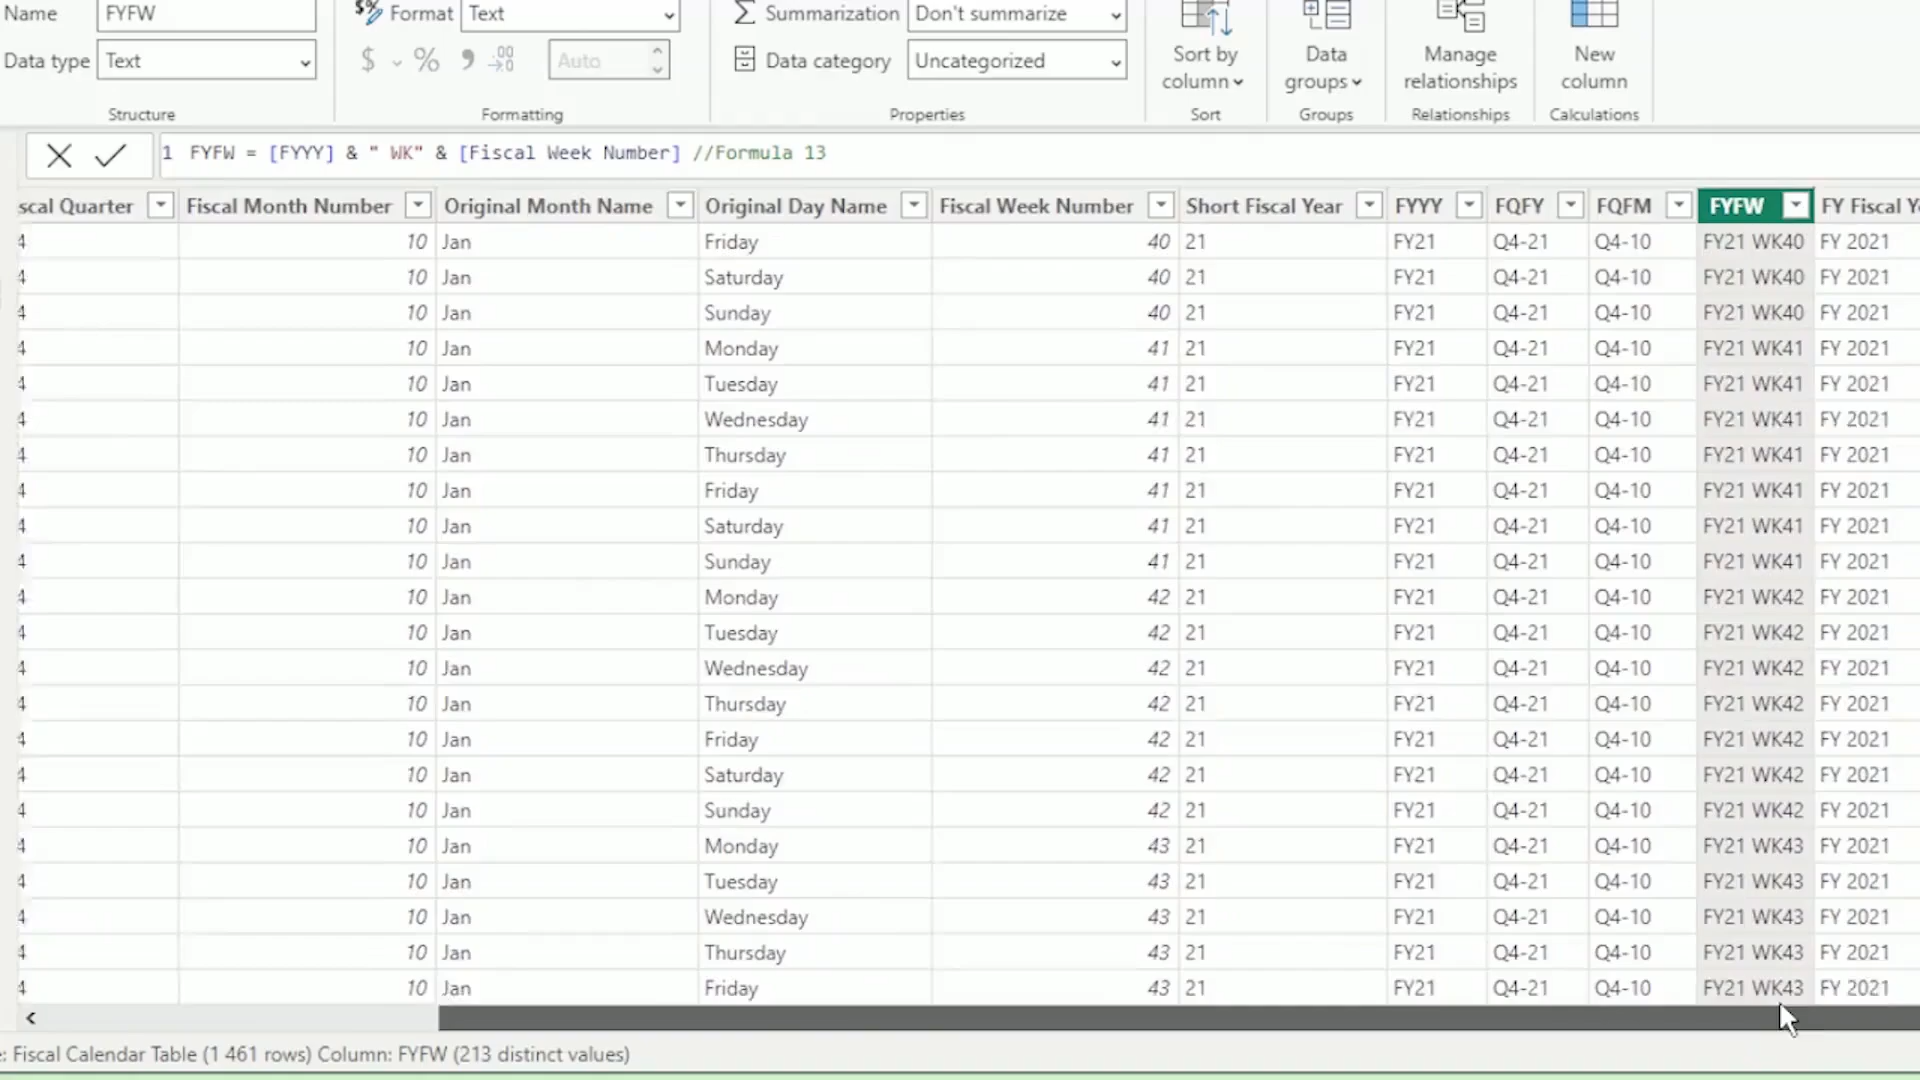 Name FYFW Format Text Summarization Don't summarize
Data type Text $ % Auto Data category Uncategorized
Sort by column
Data groups
Manage relationships
New column
Structure Formatting Properties Sort Groups Relationships Calculations
1 FYFW = [FYYY] & " WK" & [Fiscal Week Number] //Formula 13
scal Quarter Fiscal Month Number Original Month Name Original Day Name Fiscal Week Number Short Fiscal Year FYYY FQFY FQFM FYFW FY Fiscal Y
4 10 Jan Friday 40 21 FY21 Q4-21 Q4-10 FY21 WK40 FY 2021
4 10 Jan Saturday 40 21 FY21 Q4-21 Q4-10 FY21 WK40 FY 2021
4 10 Jan Sunday 40 21 FY21 Q4-21 Q4-10 FY21 WK40 FY 2021
4 10 Jan Monday 41 21 FY21 Q4-21 Q4-10 FY21 WK41 FY 2021
4 10 Jan Tuesday 41 21 FY21 Q4-21 Q4-10 FY21 WK41 FY 2021
4 10 Jan Wednesday 41 21 FY21 Q4-21 Q4-10 FY21 WK41 FY 2021
4 10 Jan Thursday 41 21 FY21 Q4-21 Q4-10 FY21 WK41 FY 2021
4 10 Jan Friday 41 21 FY21 Q4-21 Q4-10 FY21 WK41 FY 2021
4 10 Jan Saturday 41 21 FY21 Q4-21 Q4-10 FY21 WK41 FY 2021
4 10 Jan Sunday 41 21 FY21 Q4-21 Q4-10 FY21 WK41 FY 2021
4 10 Jan Monday 42 21 FY21 Q4-21 Q4-10 FY21 WK42 FY 2021
4 10 Jan Tuesday 42 21 FY21 Q4-21 Q4-10 FY21 WK42 FY 2021
4 10 Jan Wednesday 42 21 FY21 Q4-21 Q4-10 FY21 WK42 FY 2021
4 10 Jan Thursday 42 21 FY21 Q4-21 Q4-10 FY21 WK42 FY 2021
4 10 Jan Friday 42 21 FY21 Q4-21 Q4-10 FY21 WK42 FY 2021
4 10 Jan Saturday 42 21 FY21 Q4-21 Q4-10 FY21 WK42 FY 2021
4 10 Jan Sunday 42 21 FY21 Q4-21 Q4-10 FY21 WK42 FY 2021
4 10 Jan Monday 43 21 FY21 Q4-21 Q4-10 FY21 WK43 FY 2021
4 10 Jan Tuesday 43 21 FY21 Q4-21 Q4-10 FY21 WK43 FY 2021
4 10 Jan Wednesday 43 21 FY21 Q4-21 Q4-10 FY21 WK43 FY 2021
4 10 Jan Thursday 43 21 FY21 Q4-21 Q4-10 FY21 WK43 FY 2021
4 10 Jan Friday 43 21 FY21 Q4-21 Q4-10 FY21 WK43 FY 2021
: Fiscal Calendar Table (1 461 rows) Column: FYFW (213 distinct values)